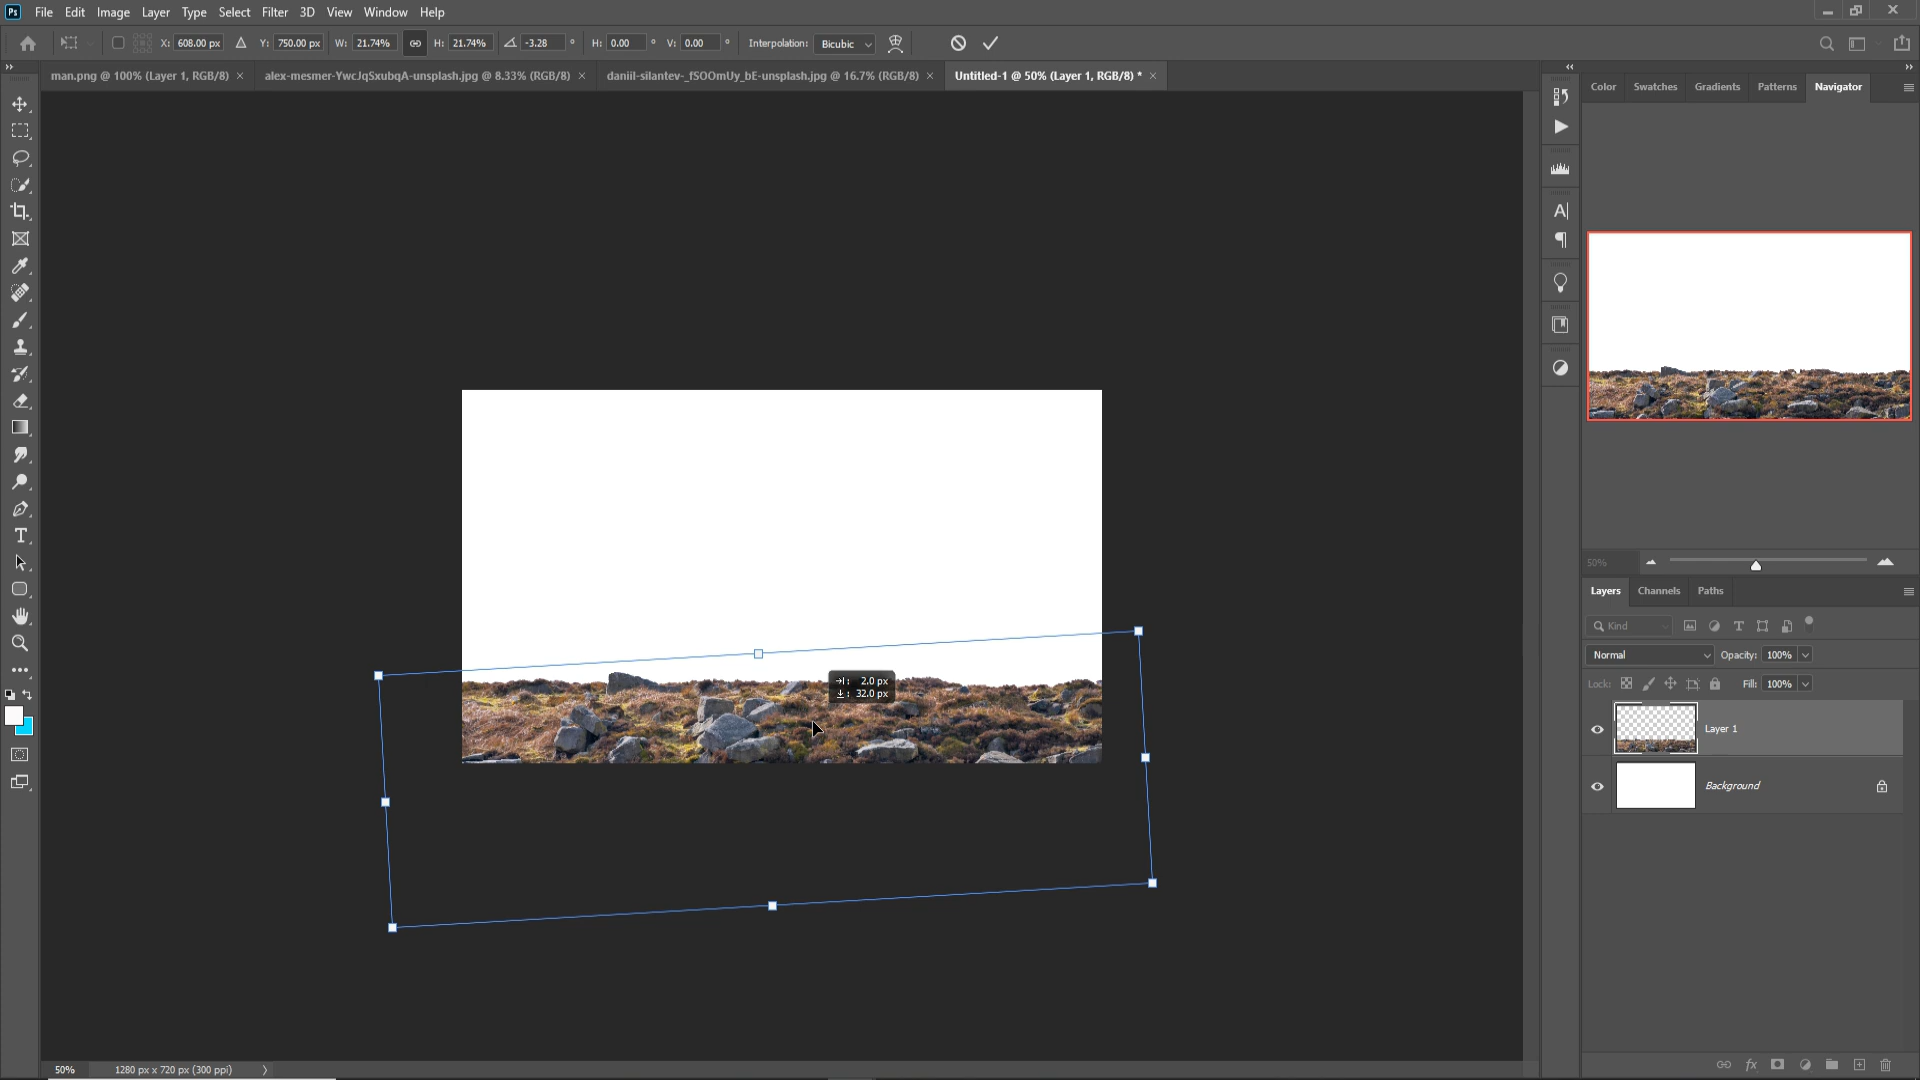 Ps File Edit Image Layer Type Select Filter 3D View Window Help
X: 608.00 px Y: 750.00 px W: 21.74% H: 21.74% -3.28 ° H: 0.00 ° V: 0.00 ° Interpolation: Bicubic
man.png @ 100% (Layer 1, RGB/8) × alex-mesmer-YwcJqSxubqA-unsplash.jpg @ 8.33% (RGB/8) × daniil-silantev-_fSOOmUy_bE-unsplash.jpg @ 16.7% (RGB/8) × Untitled-1 @ 50% (Layer 1, RGB/8) * ×
Color Swatches Gradients Patterns Navigator
50%
Layers Channels Paths
Kind
Normal Opacity: 100%
Lock: Fill: 100%
Layer 1
Background
2.0 px
32.0 px
50% 1280 px x 720 px (300 ppi)